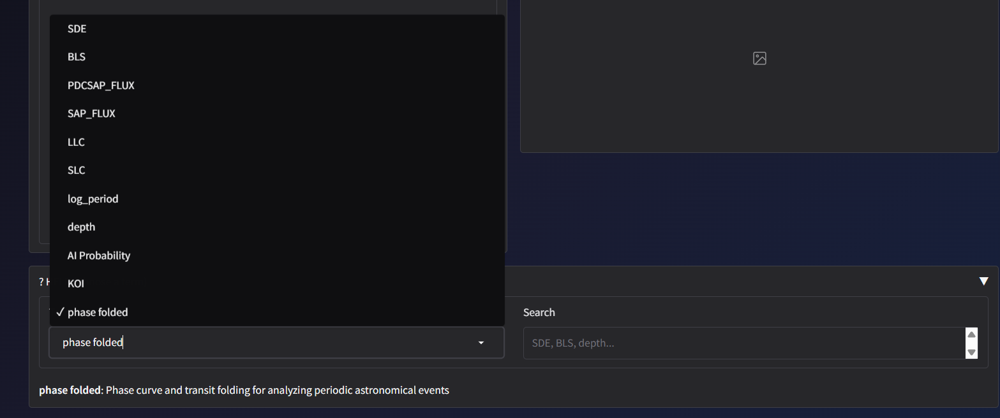 SDE
BLS
PDCSAP_FLUX
SAP_FLUX
LLC
SLC
log_period
depth
AI Probability
KOI
✓ phase folded
? H
phase folded
Search
SDE, BLS, depth...
phase folded: Phase curve and transit folding for analyzing periodic astronomical events